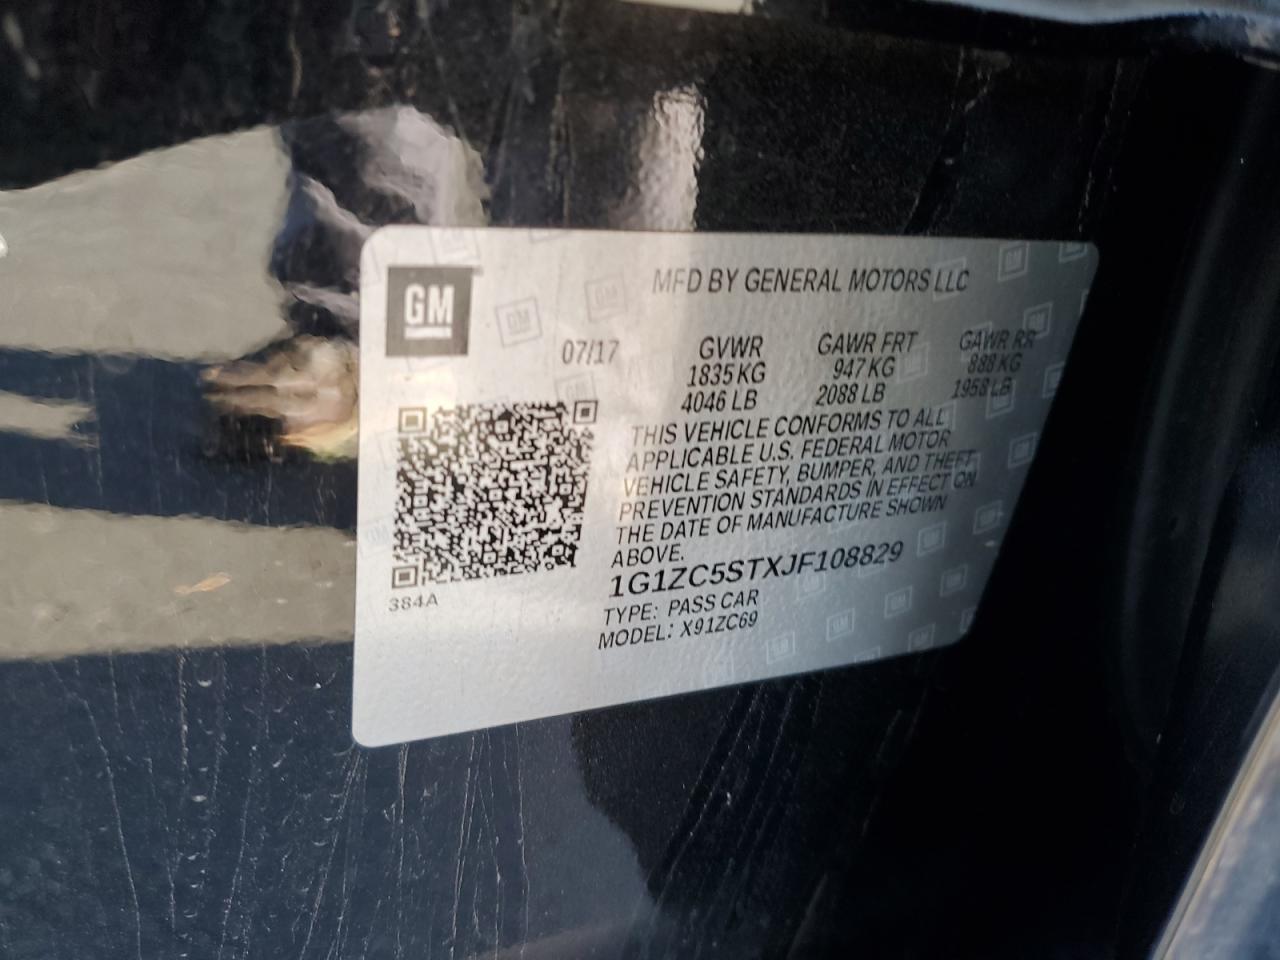 GM
MFD BY GENERAL MOTORS LLC
07/17 GVWR GAWR FRT GAWR RR
1835 KG 947 KG 888 KG
4046 LB 2088 LB 1958 LB
THIS VEHICLE CONFORMS TO ALL
APPLICABLE U.S. FEDERAL MOTOR
VEHICLE SAFETY, BUMPER, AND THEFT
PREVENTION STANDARDS IN EFFECT ON
THE DATE OF MANUFACTURE SHOWN
ABOVE.
1G1ZC5STXJF108829
TYPE: PASS CAR
MODEL: X91ZC69
384A